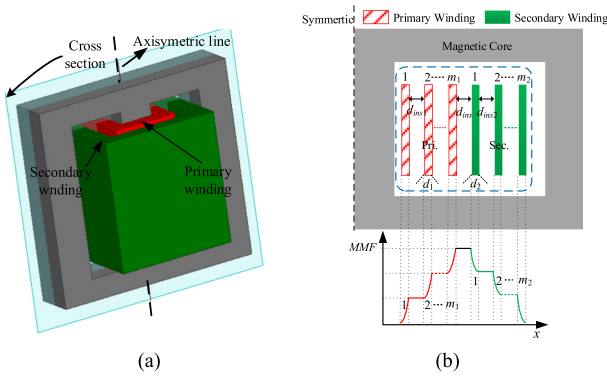 Cross
section
Axisymetric line
Secondary
wnding
Primary
winding
(a)
Symmertid
Primary Winding
Secondary Winding
Magnetic Core
1 2 ···· m1 1 2 ···· m2
dins dins dins2
Pri. Sec.
d1 d2
MMF
1 2 ···· m1
1 2 ···· m2
x
(b)